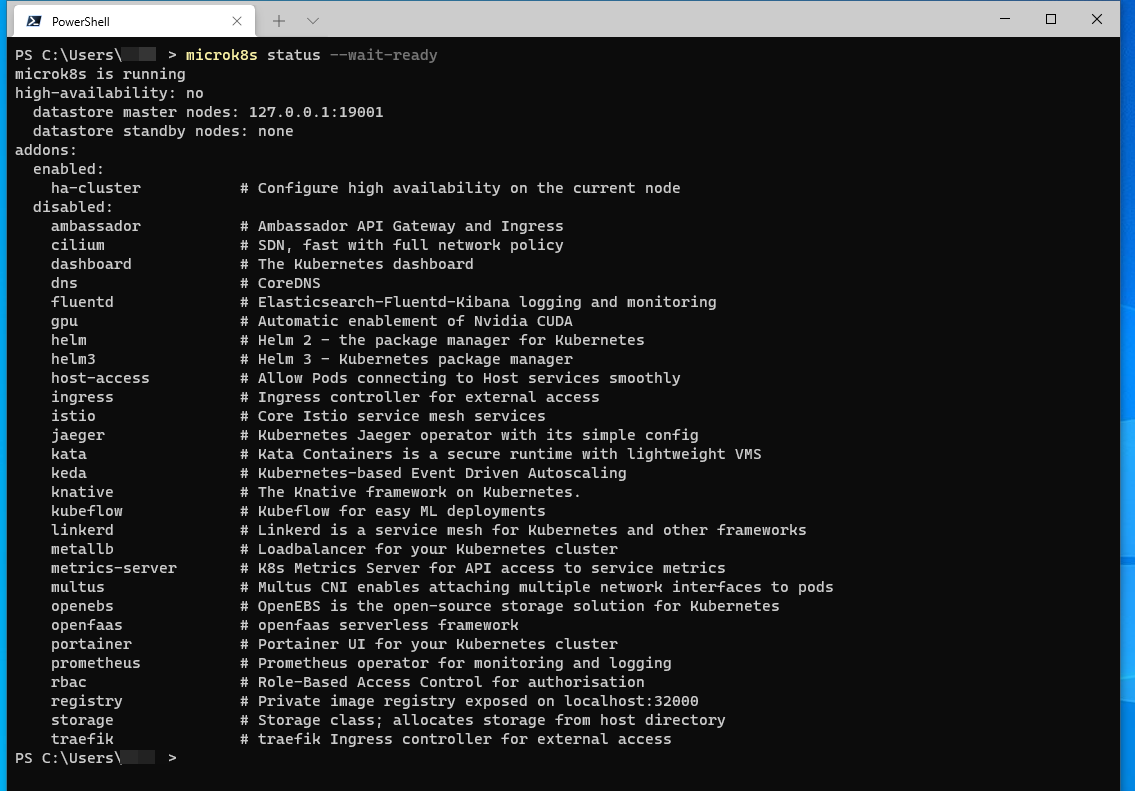 PowerShell
PS C:\Users\ > microk8s status --wait-ready
microk8s is running
high-availability: no
  datastore master nodes: 127.0.0.1:19001
  datastore standby nodes: none
addons:
  enabled:
    ha-cluster           # Configure high availability on the current node
  disabled:
    ambassador           # Ambassador API Gateway and Ingress
    cilium               # SDN, fast with full network policy
    dashboard            # The Kubernetes dashboard
    dns                  # CoreDNS
    fluentd              # Elasticsearch-Fluentd-Kibana logging and monitoring
    gpu                  # Automatic enablement of Nvidia CUDA
    helm                 # Helm 2 - the package manager for Kubernetes
    helm3                # Helm 3 - Kubernetes package manager
    host-access          # Allow Pods connecting to Host services smoothly
    ingress              # Ingress controller for external access
    istio                # Core Istio service mesh services
    jaeger               # Kubernetes Jaeger operator with its simple config
    kata                 # Kata Containers is a secure runtime with lightweight VMS
    keda                 # Kubernetes-based Event Driven Autoscaling
    knative              # The Knative framework on Kubernetes.
    kubeflow             # Kubeflow for easy ML deployments
    linkerd              # Linkerd is a service mesh for Kubernetes and other frameworks
    metallb              # Loadbalancer for your Kubernetes cluster
    metrics-server       # K8s Metrics Server for API access to service metrics
    multus               # Multus CNI enables attaching multiple network interfaces to pods
    openebs              # OpenEBS is the open-source storage solution for Kubernetes
    openfaas             # openfaas serverless framework
    portainer            # Portainer UI for your Kubernetes cluster
    prometheus           # Prometheus operator for monitoring and logging
    rbac                 # Role-Based Access Control for authorisation
    registry             # Private image registry exposed on localhost:32000
    storage              # Storage class; allocates storage from host directory
    traefik              # traefik Ingress controller for external access
PS C:\Users\ >